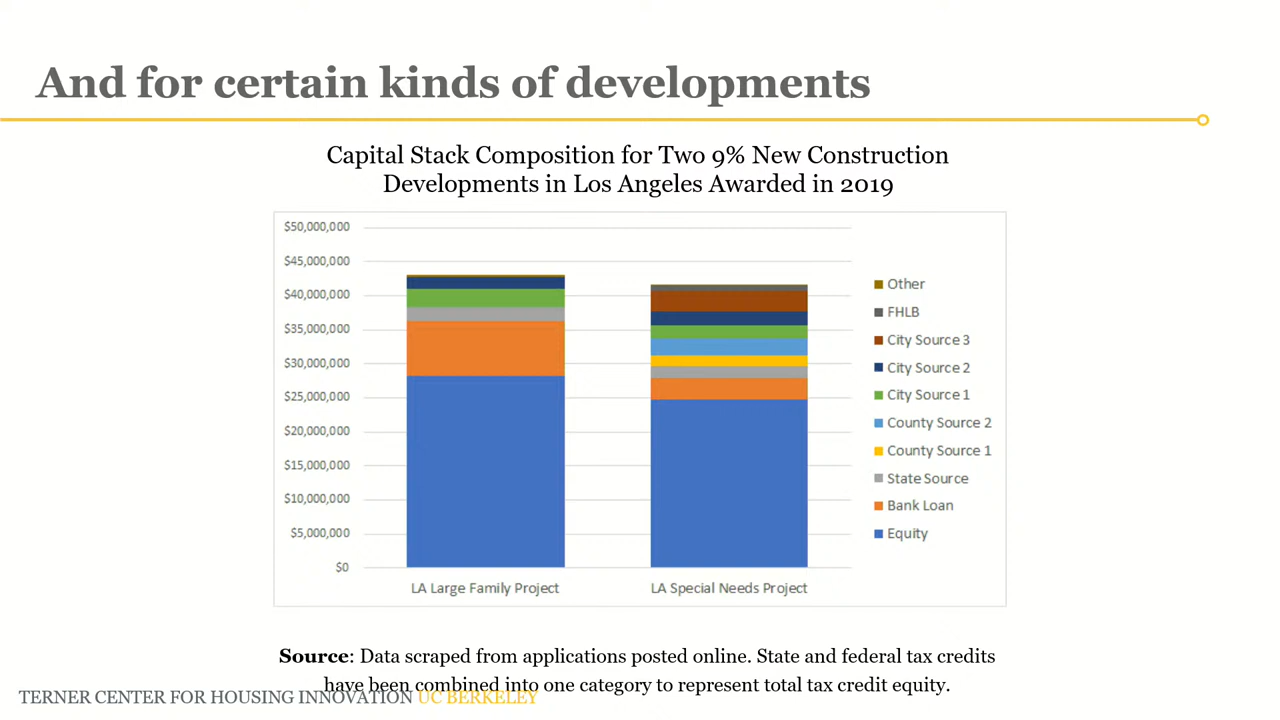 And for certain kinds of developments
Capital Stack Composition for Two 9% New Construction
Developments in Los Angeles Awarded in 2019
$50,000,000
$45,000,000
$40,000,000
$35,000,000
$30,000,000
$25,000,000
$20,000,000
$15,000,000
$10,000,000
$5,000,000
$0
LA Large Family Project
LA Special Needs Project
Other
FHLB
City Source 3
City Source 2
City Source 1
County Source 2
County Source 1
State Source
Bank Loan
Equity
Source: Data scraped from applications posted online. State and federal tax credits
have been combined into one category to represent total tax credit equity.
TERNER CENTER FOR HOUSING INNOVATION UC BERKELEY